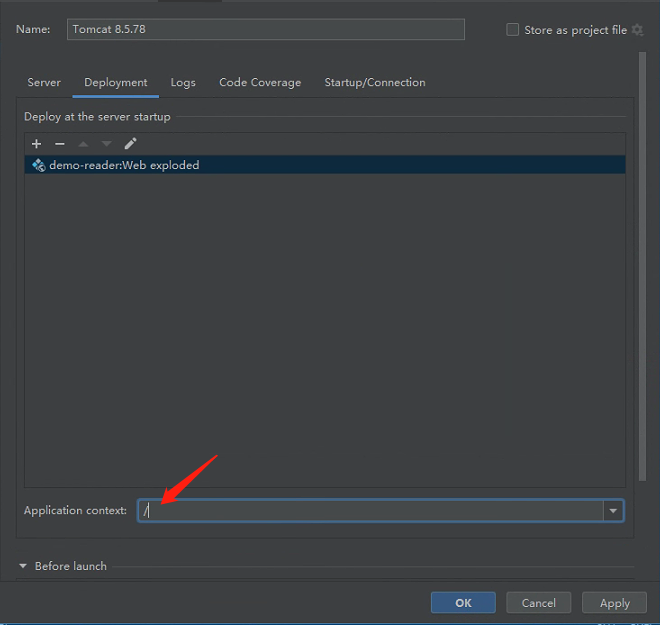 Name: Tomcat 8.5.78 Store as project file
Server Deployment Logs Code Coverage Startup/Connection
Deploy at the server startup
demo-reader:Web exploded
Application context: /
Before launch
OK Cancel Apply